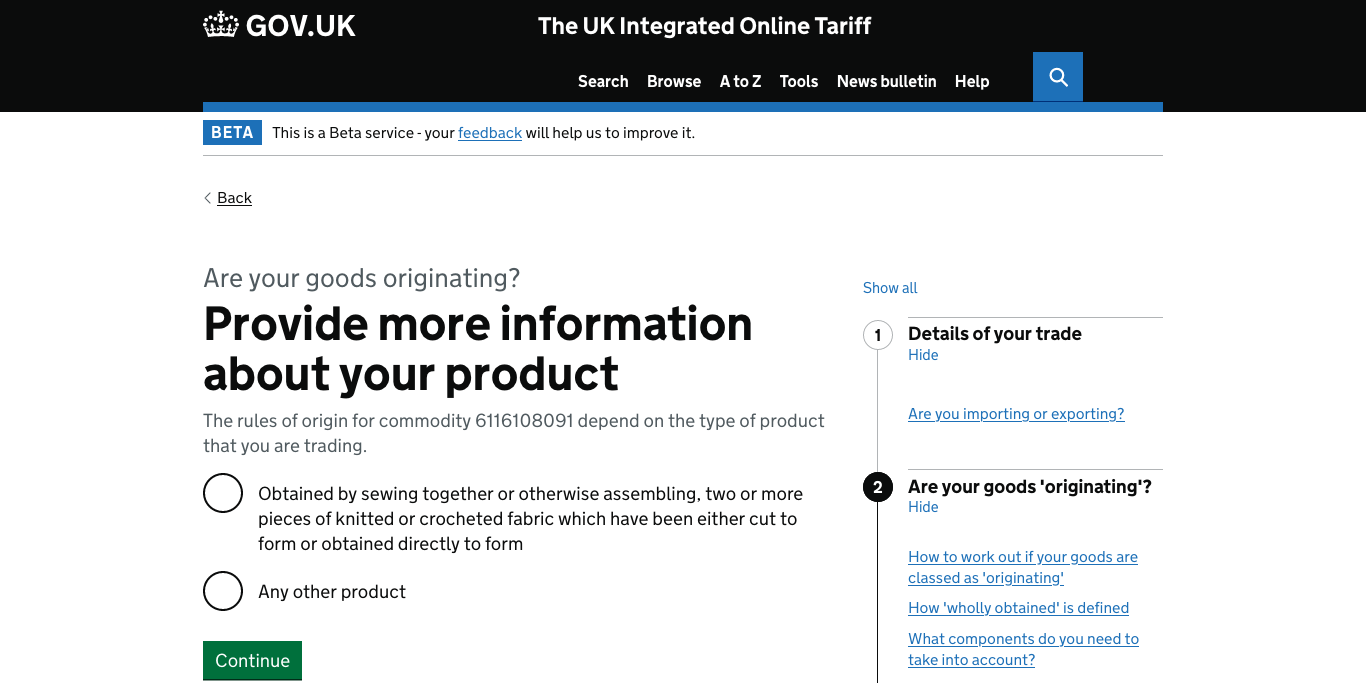 GOV.UK
The UK Integrated Online Tariff
Search Browse A to Z Tools News bulletin Help
BETA This is a Beta service - your feedback will help us to improve it.
Back
Are your goods originating?
Provide more information
about your product
The rules of origin for commodity 6116108091 depend on the type of product
that you are trading.
Obtained by sewing together or otherwise assembling, two or more
pieces of knitted or crocheted fabric which have been either cut to
form or obtained directly to form
Any other product
Continue
Show all
1 Details of your trade
Hide
Are you importing or exporting?
2 Are your goods 'originating'?
Hide
How to work out if your goods are
classed as 'originating'
How 'wholly obtained' is defined
What components do you need to
take into account?